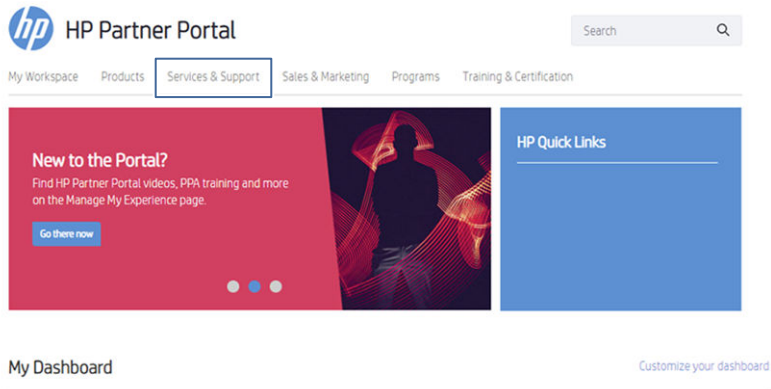 hp HP Partner Portal
Search
My Workspace Products Services & Support Sales & Marketing Programs Training & Certification
New to the Portal?
Find HP Partner Portal videos, PPA training and more
on the Manage My Experience page.
Go there now
HP Quick Links
My Dashboard
Customize your dashboard